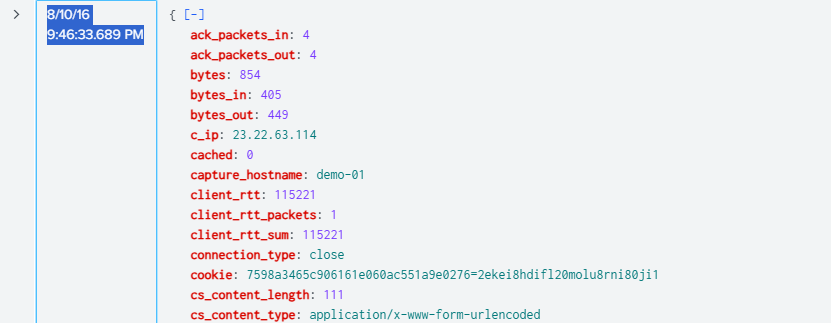 8/10/16
9:46:33.689 PM
{ [-]
ack_packets_in: 4
ack_packets_out: 4
bytes: 854
bytes_in: 405
bytes_out: 449
c_ip: 23.22.63.114
cached: 0
capture_hostname: demo-01
client_rtt: 115221
client_rtt_packets: 1
client_rtt_sum: 115221
connection_type: close
cookie: 7598a3465c906161e060ac551a9e0276=2ekei8hdifl20molu8rni80ji1
cs_content_length: 111
cs_content_type: application/x-www-form-urlencoded